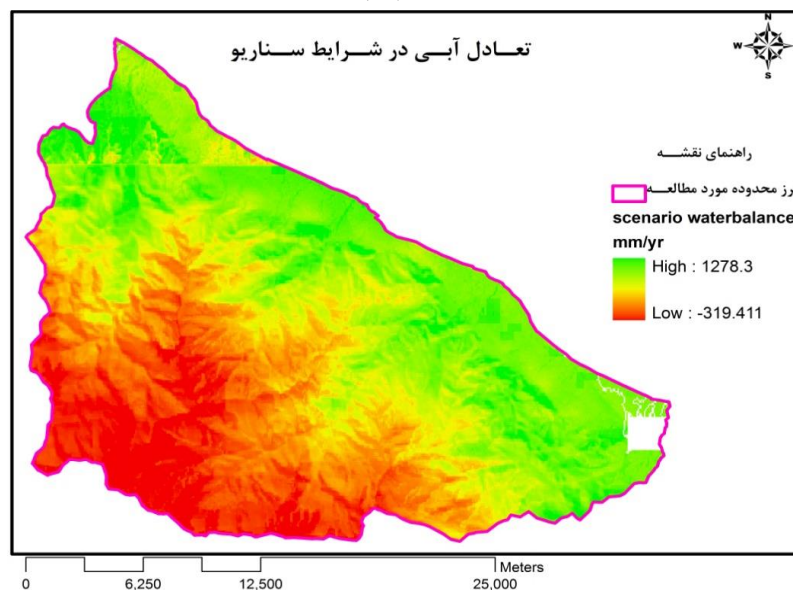 تعادل آبی در شرایط سناریو
N
W
E
S
راهنمای نقشه
رز محدوده مورد مطالعه
scenario waterbalance
mm/yr
High : 1278.3
Low : -319.411
Meters
0 6,250 12,500 25,000